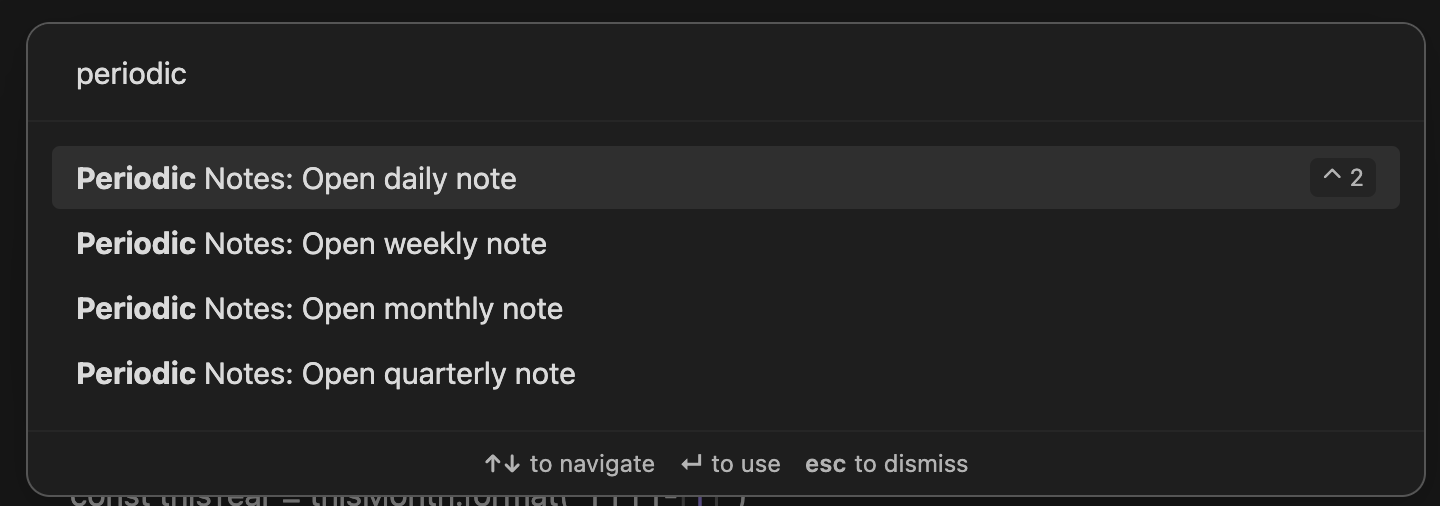 periodic
Periodic Notes: Open daily note ⌃ 2
Periodic Notes: Open weekly note
Periodic Notes: Open monthly note
Periodic Notes: Open quarterly note
↑↓ to navigate ↵ to use esc to dismiss
const thisYear = thisMonth.format(